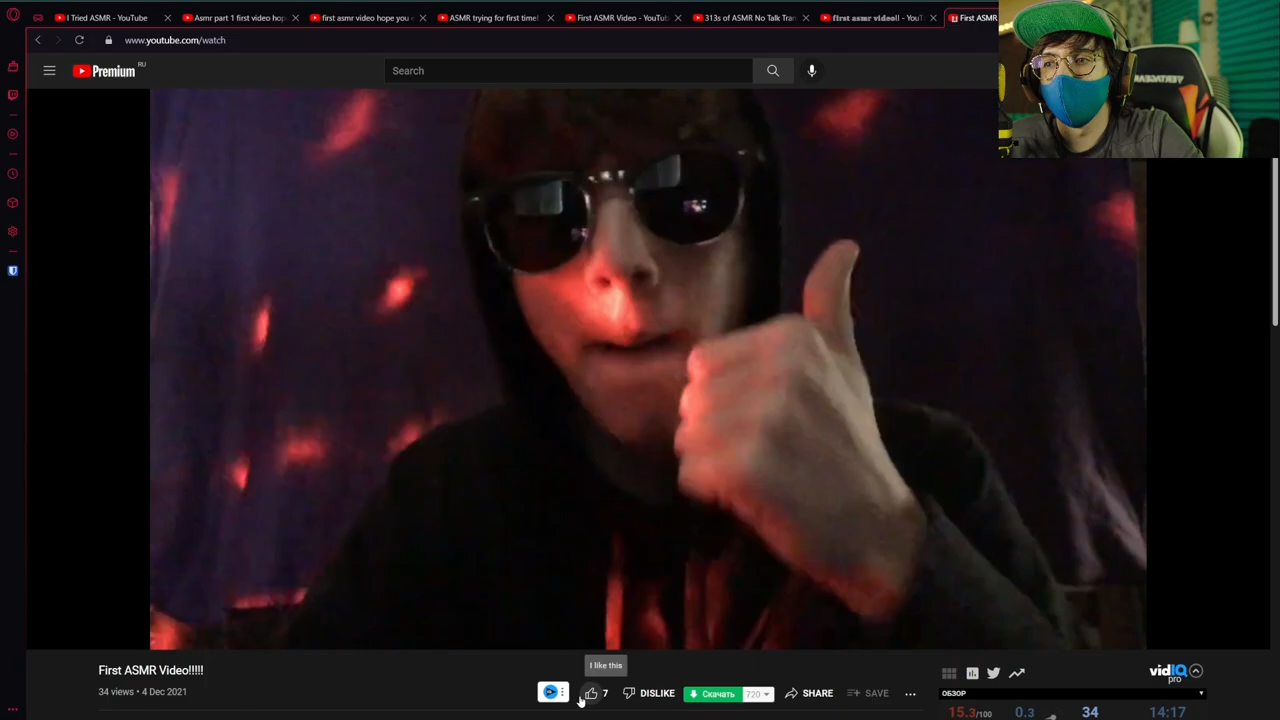 I Tried ASMR - YouTube
Asmr part 1 first video hop
first asmr video hope you e
ASMR trying for first time!
First ASMR Video - YouTub
313s of ASMR No Talk Tran
first asmr video!! - YouT
First ASMR
www.youtube.com/watch
Premium RU
Search
VERTAGEAR
First ASMR Video!!!!!
I like this
34 views • 4 Dec 2021
7
DISLIKE
Скачать 720
SHARE
SAVE
vidIQ pro
ОБЗОР
15.3/100
0.3
34
14:17